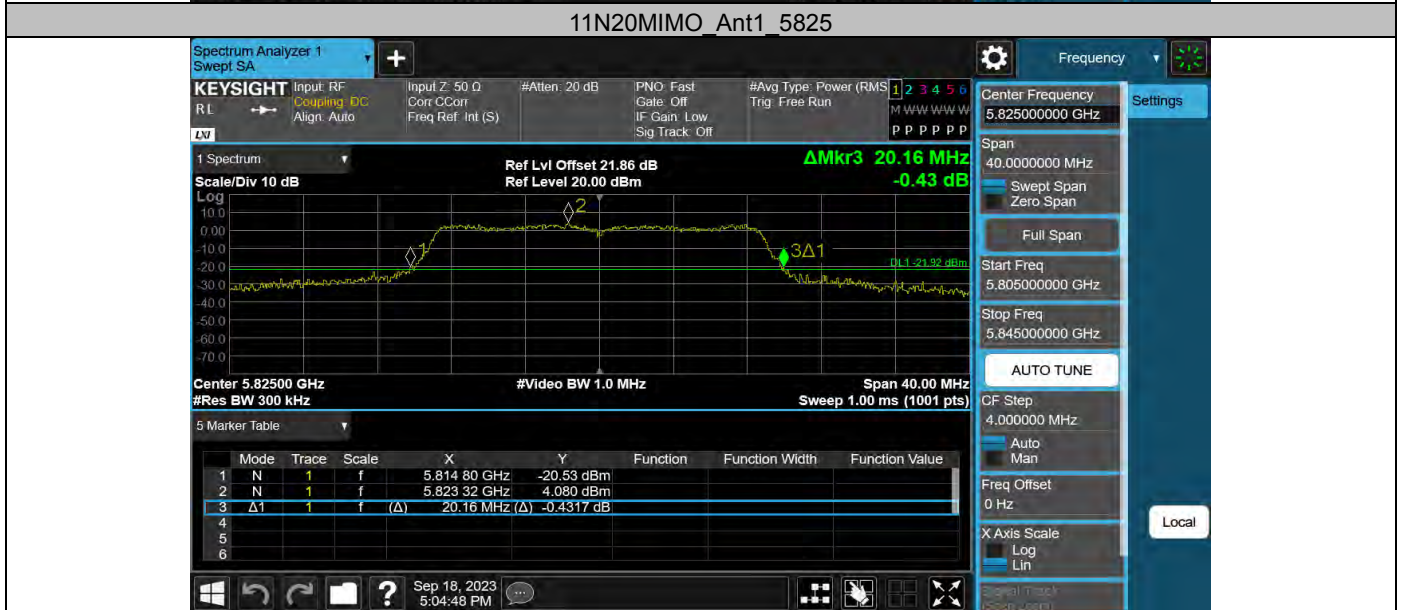 11N20MIMO_Ant1_5825
Spectrum Analyzer 1
Swept SA
Frequency
KEYSIGHT
Input: RF
Coupling: DC
Align: Auto
RL
LXI
Input Z: 50 Ω
Corr CCorr
Freq Ref: Int (S)
#Atten: 20 dB
PNO: Fast
Gate: Off
IF Gain: Low
Sig Track: Off
#Avg Type: Power (RMS
Trig: Free Run
1 2 3 4 5 6
M W W W W W
P P P P P P
Settings
Center Frequency
5.825000000 GHz
Span
40.0000000 MHz
Swept Span
Zero Span
Full Span
Start Freq
5.805000000 GHz
Stop Freq
5.845000000 GHz
AUTO TUNE
CF Step
4.000000 MHz
Auto
Man
Freq Offset
0 Hz
X Axis Scale
Log
Lin
Local
1 Spectrum
Scale/Div 10 dB
Ref Lvl Offset 21.86 dB
Ref Level 20.00 dBm
ΔMkr3 20.16 MHz
-0.43 dB
Log
10.0
0.00
-10.0
-20.0
-30.0
-40.0
-50.0
-60.0
-70.0
1
2
3Δ1
DL1 -21.92 dBm
Center 5.82500 GHz
#Video BW 1.0 MHz
Span 40.00 MHz
#Res BW 300 kHz
Sweep 1.00 ms (1001 pts)
5 Marker Table
Mode Trace Scale X Y Function Function Width Function Value
1 N 1 f 5.814 80 GHz -20.53 dBm
2 N 1 f 5.823 32 GHz 4.080 dBm
3 Δ1 1 f (Δ) 20.16 MHz (Δ) -0.4317 dB
4
5
6
?
Sep 18, 2023
5:04:48 PM